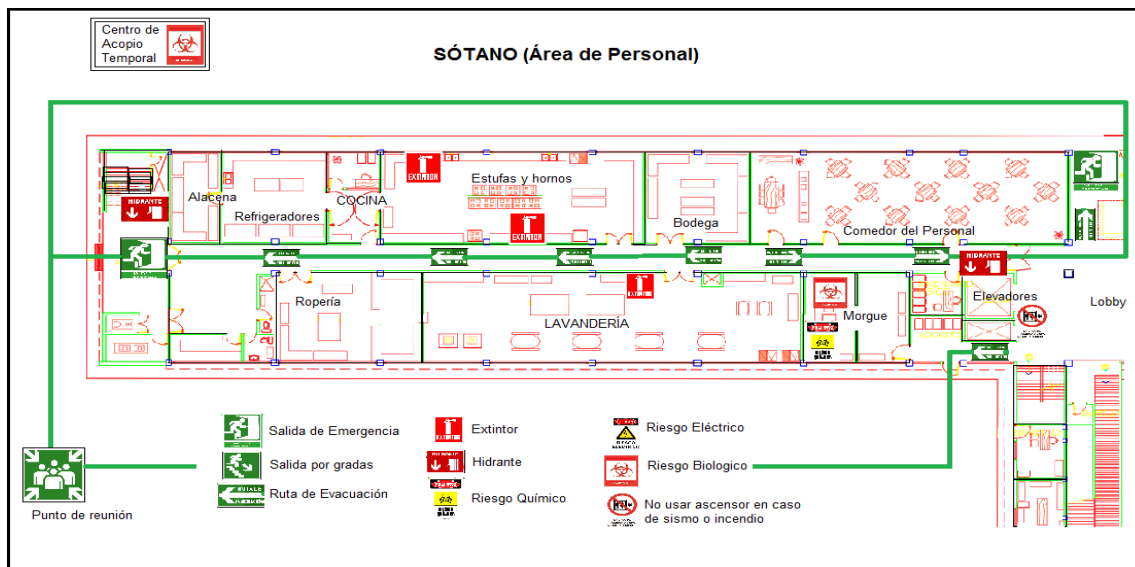 Centro de
Acopio
Temporal
SÓTANO (Área de Personal)
Alacena
Refrigeradores
COCINA
EXTINTOR
Estufas y hornos
EXTINTOR
Bodega
Comedor del Personal
HIDRANTE
HIDRANTE
Ropería
LAVANDERÍA
Morgue
Elevadores
Lobby
Salida de Emergencia
Salida por gradas
Ruta de Evacuación
Extintor
Hidrante
Riesgo Químico
Riesgo Eléctrico
Riesgo Biologico
No usar ascensor en caso
de sismo o incendio
Punto de reunión